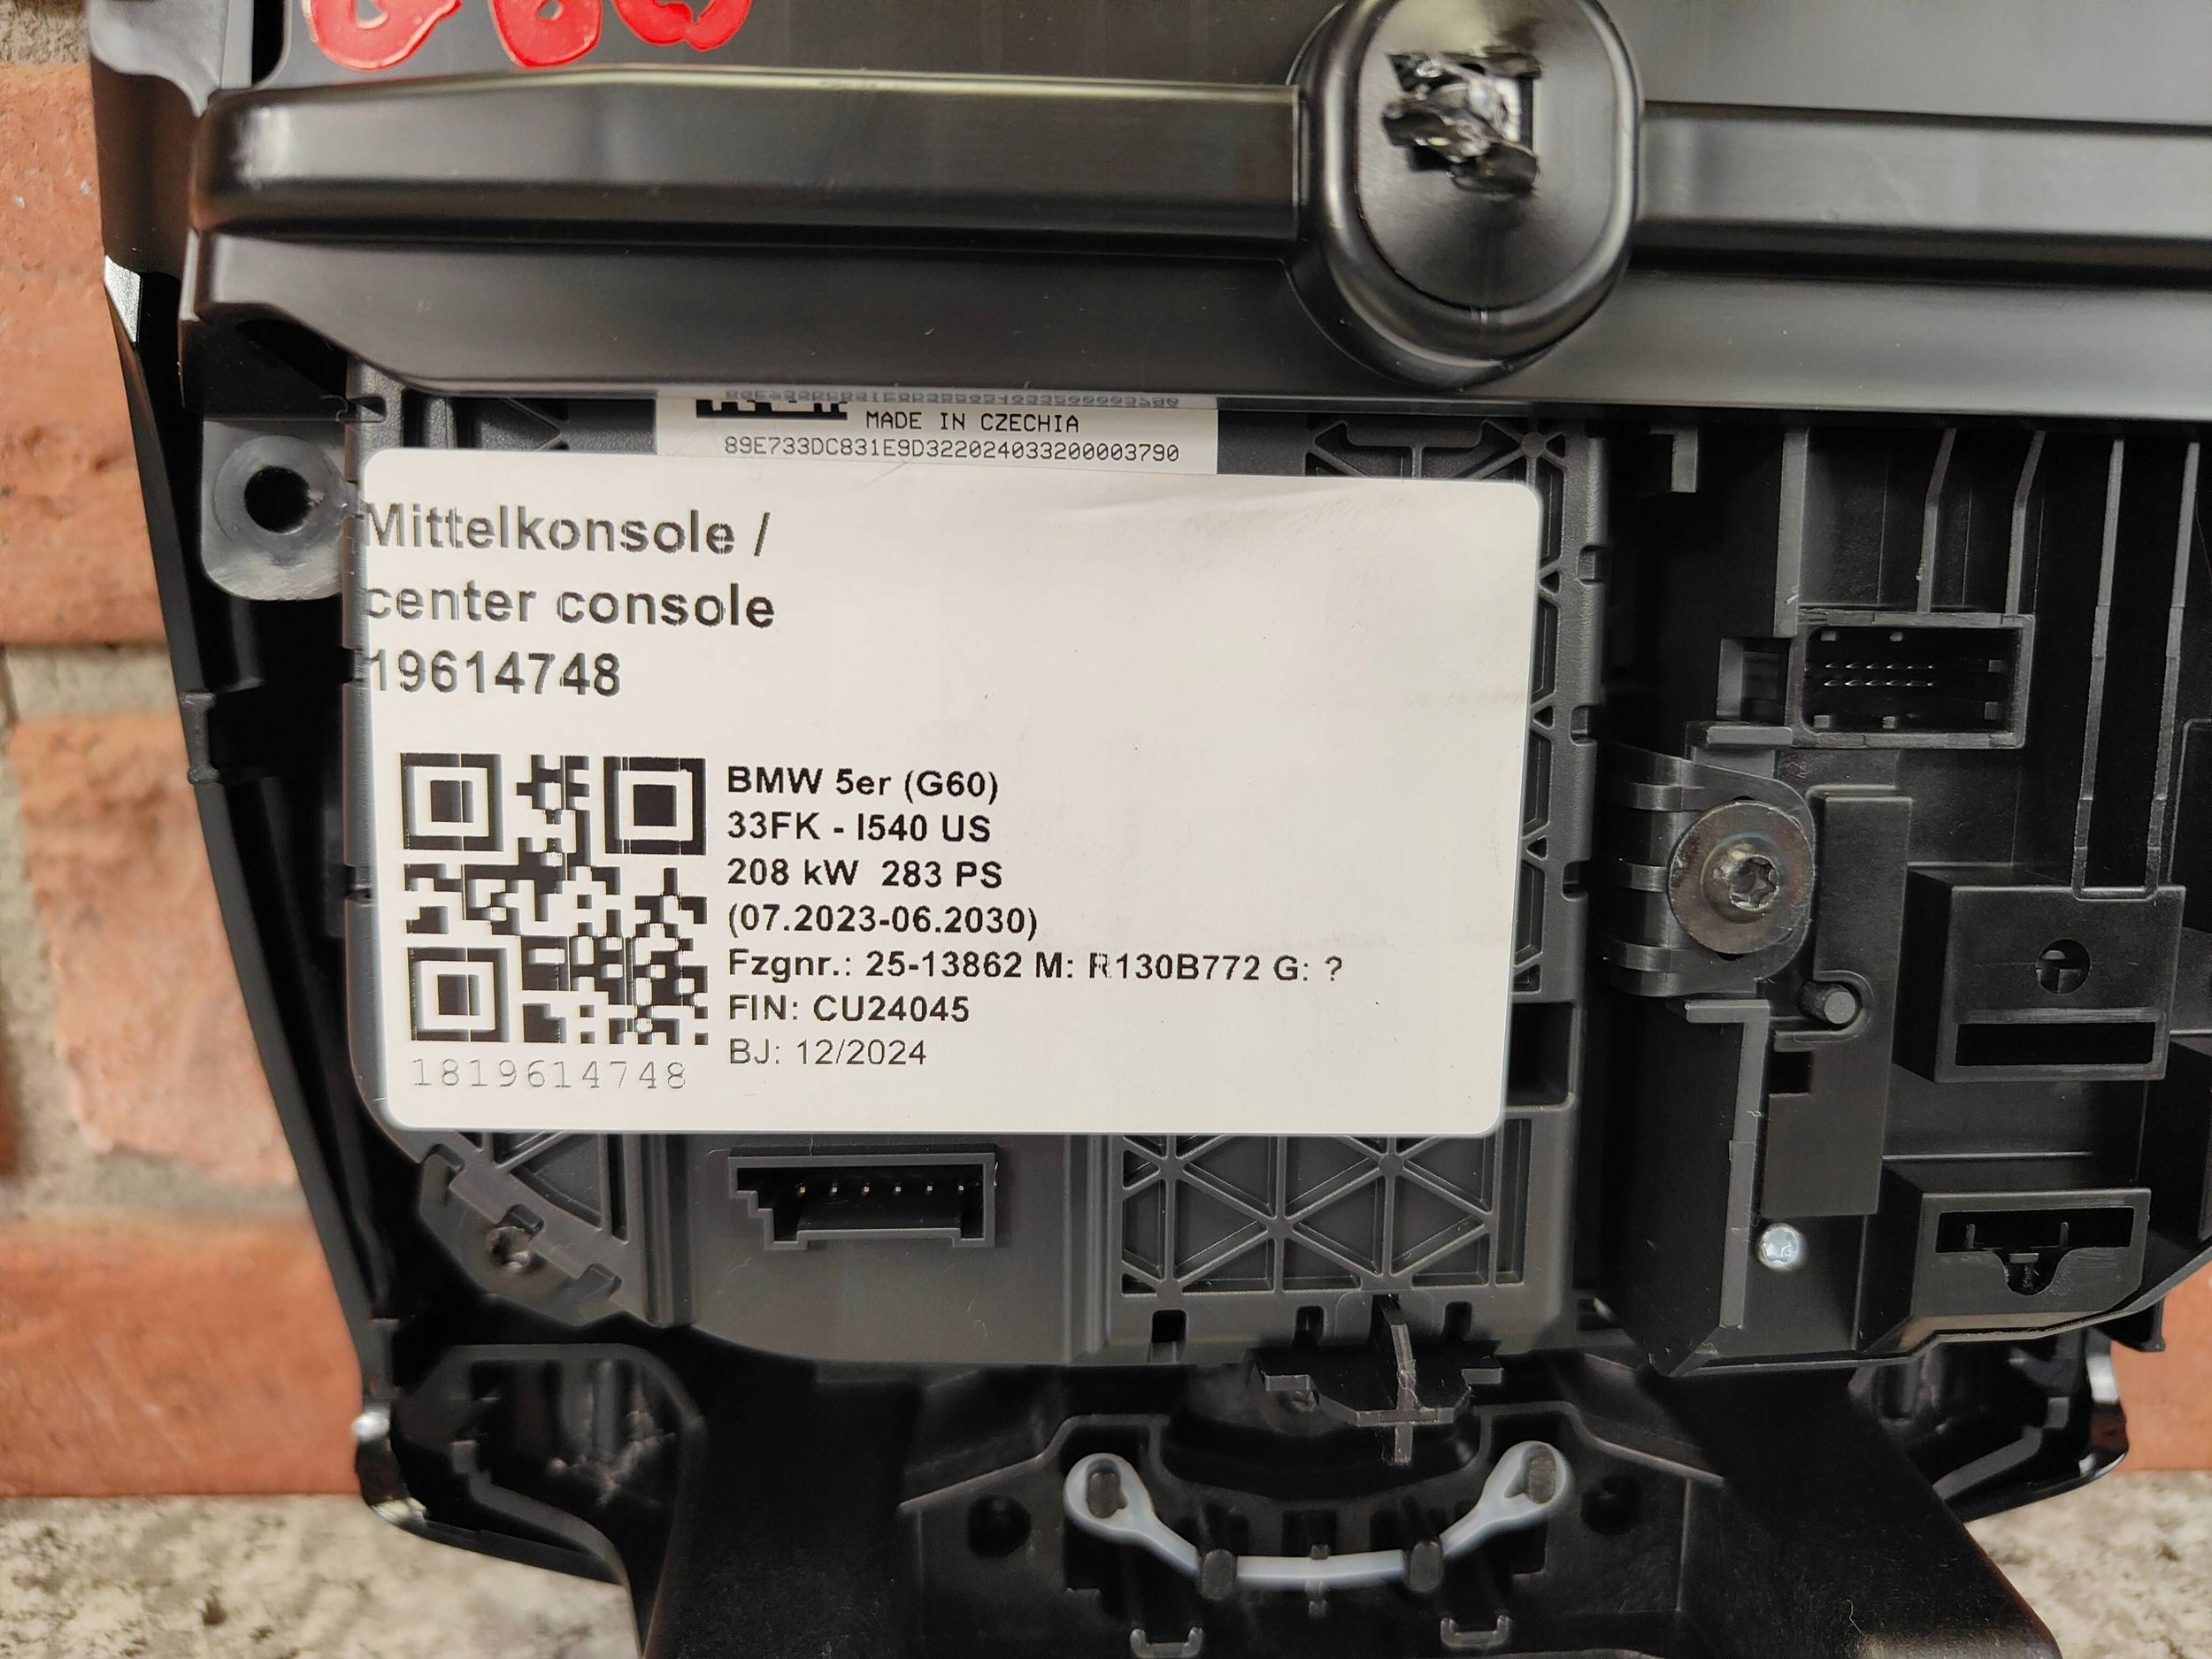 MADE IN CZECHIA
89E733DC831E9D322024033200003790
Mittelkonsole /
center console
19614748
BMW 5er (G60)
33FK - I540 US
208 kW 283 PS
(07.2023-06.2030)
Fzgnr.: 25-13862 M: R130B772 G: ?
FIN: CU24045
BJ: 12/2024
1819614748